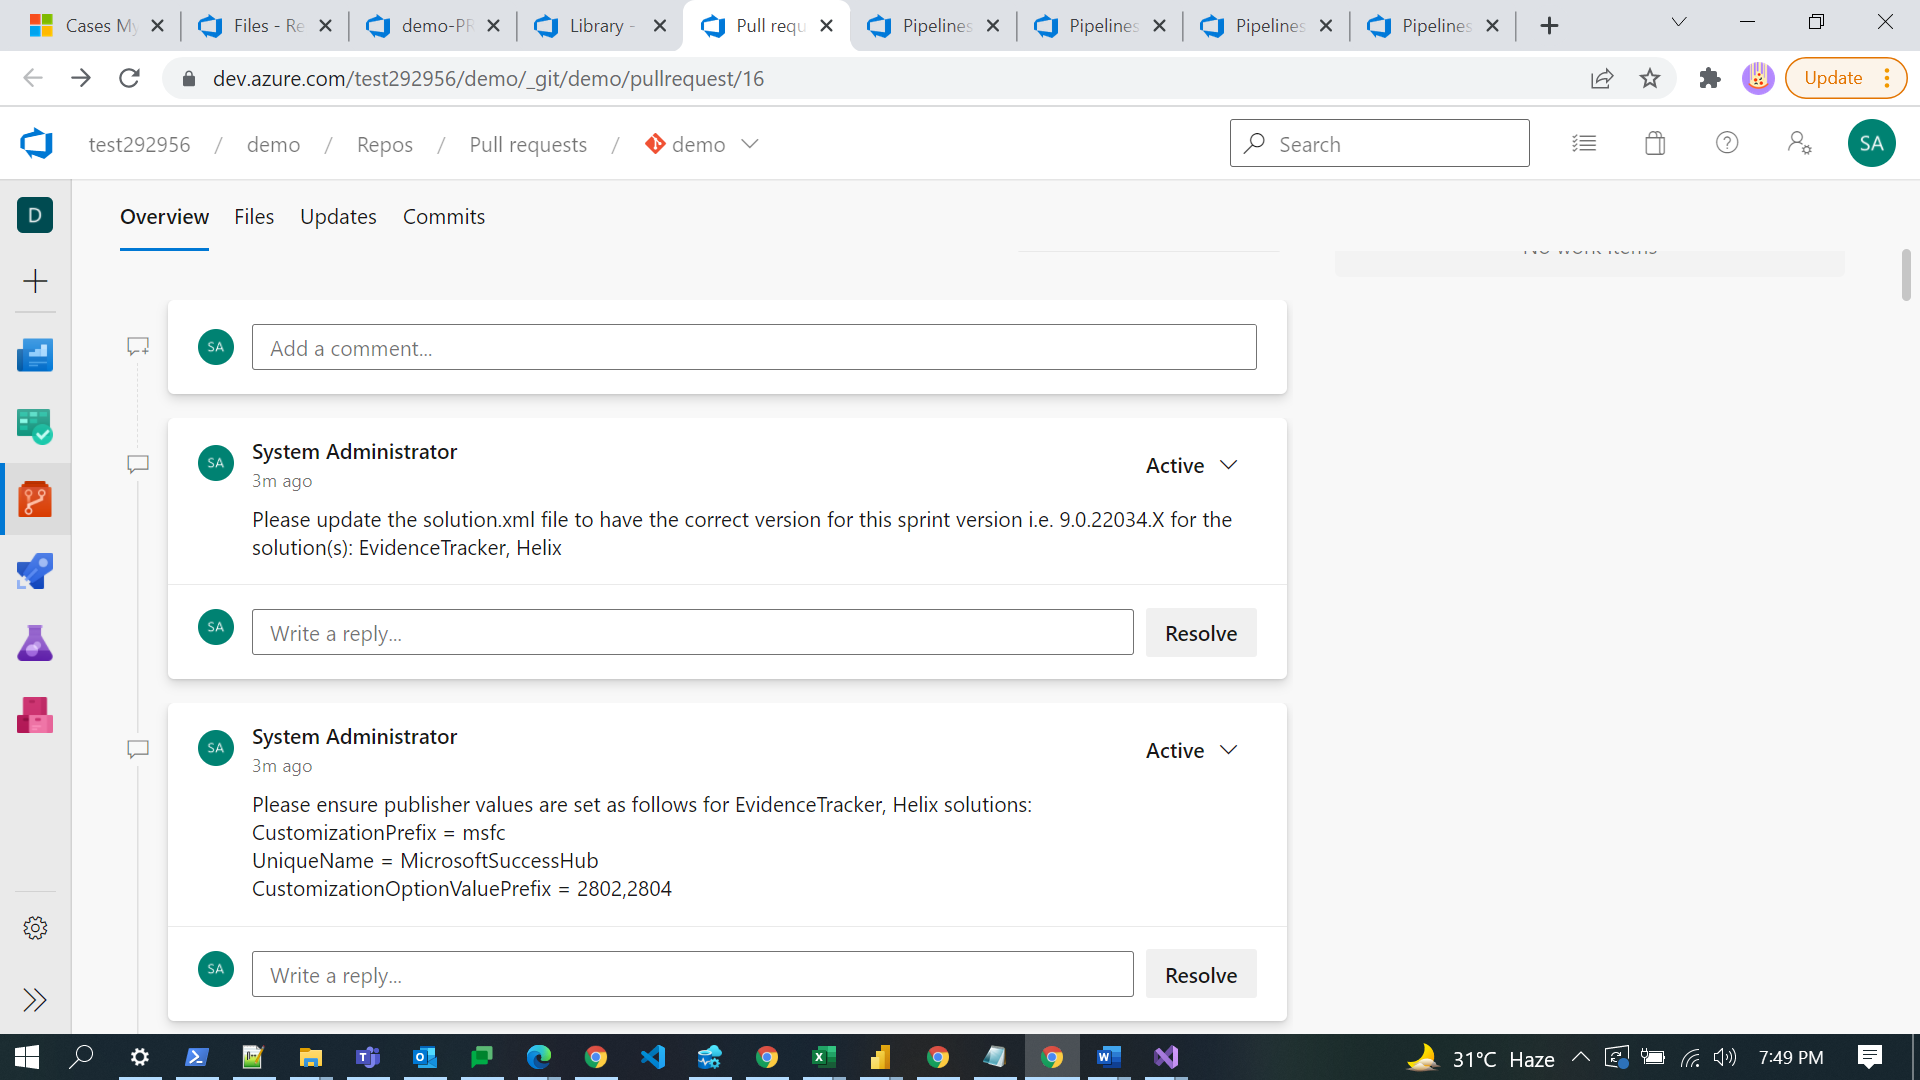 Cases My
Files - Re
demo-PR
Library -
Pull requ
Pipelines
Pipelines
Pipelines
Pipelines
dev.azure.com/test292956/demo/_git/demo/pullrequest/16
Update
test292956 / demo / Repos / Pull requests / demo
Search
SA
D
Overview Files Updates Commits
No work items
SA
Add a comment...
SA
System Administrator
3m ago
Active
Please update the solution.xml file to have the correct version for this sprint version i.e. 9.0.22034.X for the
solution(s): EvidenceTracker, Helix
SA
Write a reply...
Resolve
SA
System Administrator
3m ago
Active
Please ensure publisher values are set as follows for EvidenceTracker, Helix solutions:
CustomizationPrefix = msfc
UniqueName = MicrosoftSuccessHub
CustomizationOptionValuePrefix = 2802,2804
SA
Write a reply...
Resolve
31°C Haze
7:49 PM